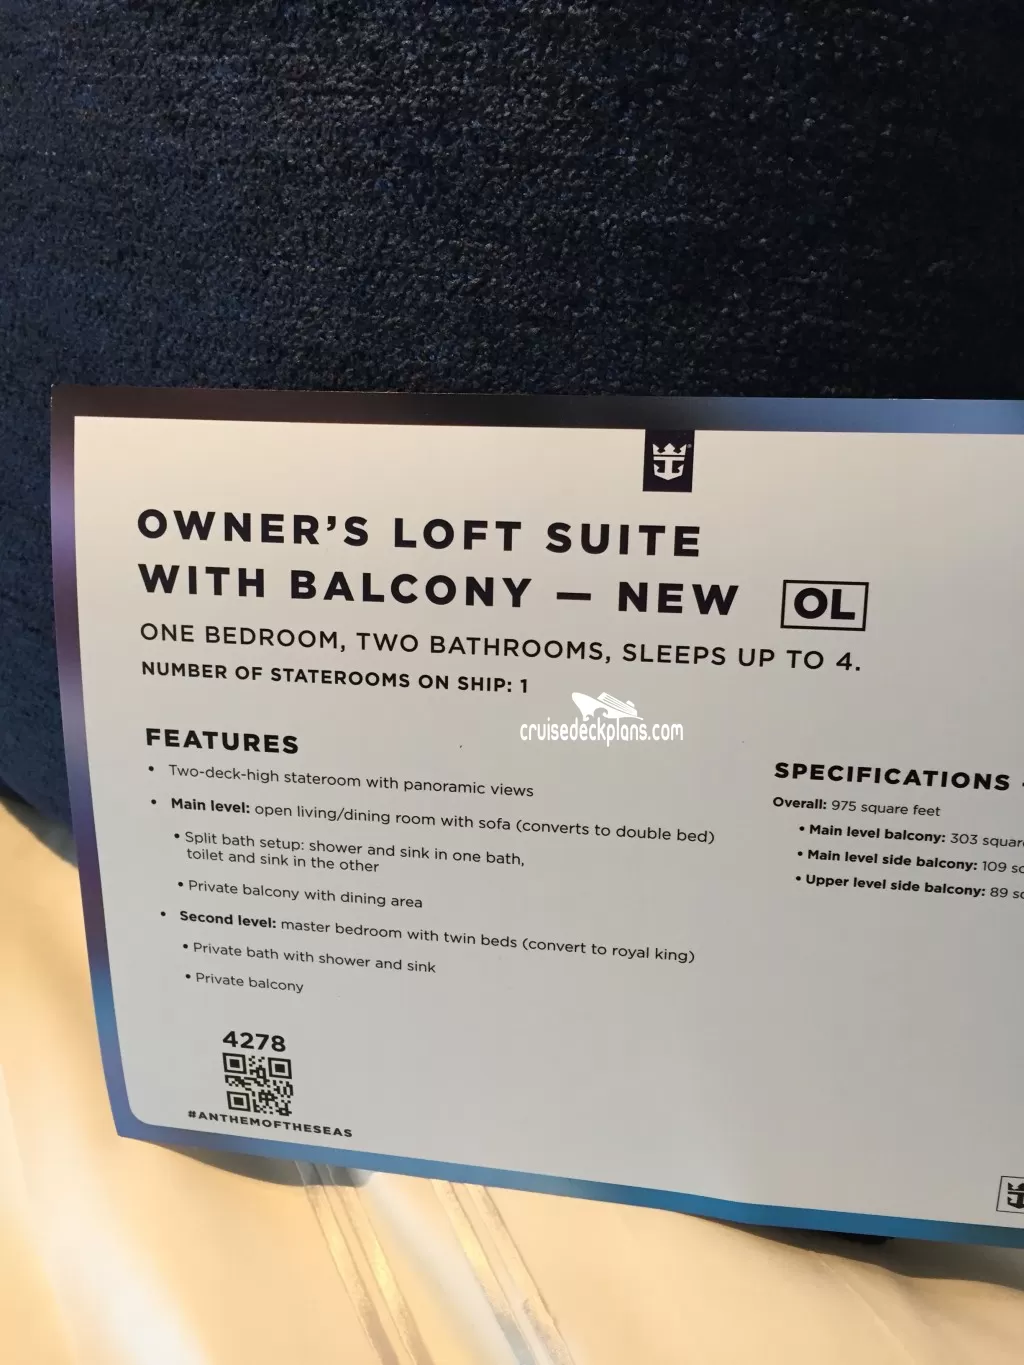 OWNER'S LOFT SUITE
WITH BALCONY — NEW OL
ONE BEDROOM, TWO BATHROOMS, SLEEPS UP TO 4.
NUMBER OF STATEROOMS ON SHIP: 1
cruisedeckplans.com
FEATURES
• Two-deck-high stateroom with panoramic views
• Main level: open living/dining room with sofa (converts to double bed)
• Split bath setup: shower and sink in one bath,
toilet and sink in the other
• Private balcony with dining area
• Second level: master bedroom with twin beds (convert to royal king)
• Private bath with shower and sink
• Private balcony
SPECIFICATIONS
Overall: 975 square feet
• Main level balcony: 303
• Main level side balcony: 109
• Upper level side balcony: 89
4278
#ANTHEMOFTHESEAS